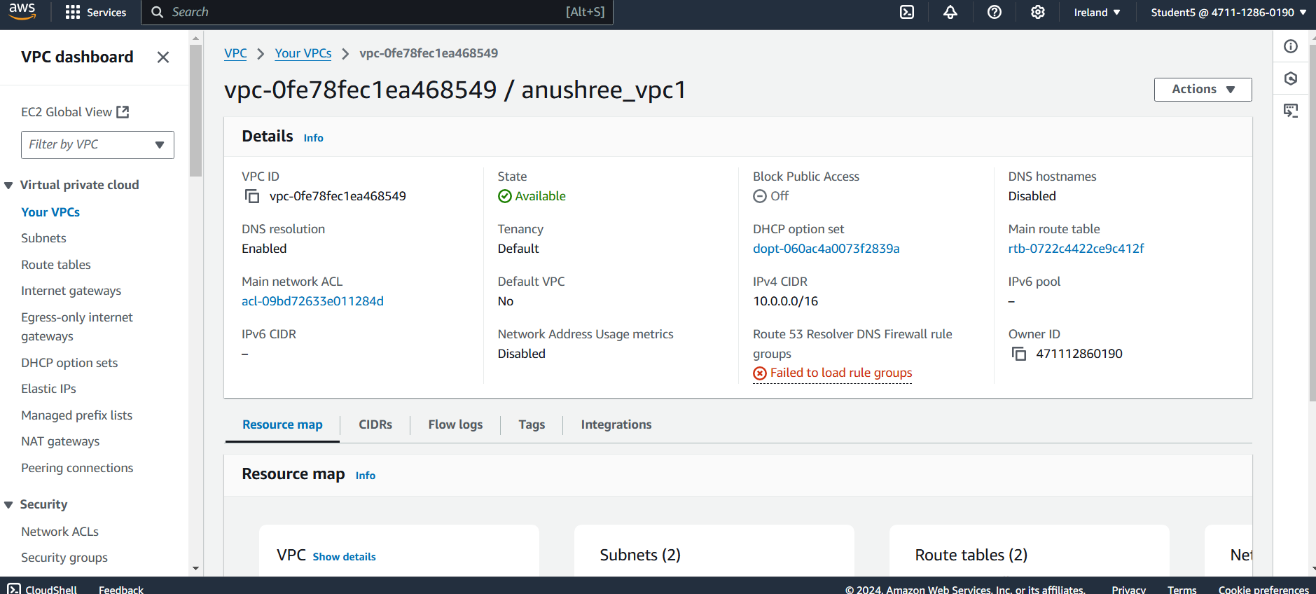 aws
Services
Search
[Alt+S]
Ireland
Student5 @ 4711-1286-0190
VPC dashboard
EC2 Global View
Filter by VPC
Virtual private cloud
Your VPCs
Subnets
Route tables
Internet gateways
Egress-only internet
gateways
DHCP option sets
Elastic IPs
Managed prefix lists
NAT gateways
Peering connections
Security
Network ACLs
Security groups
VPC
Your VPCs
vpc-0fe78fec1ea468549
vpc-0fe78fec1ea468549 / anushree_vpc1
Actions
Details Info
VPC ID
vpc-0fe78fec1ea468549
State
Available
Block Public Access
Off
DNS hostnames
Disabled
DNS resolution
Enabled
Tenancy
Default
DHCP option set
dopt-060ac4a0073f2839a
Main route table
rtb-0722c4422ce9c412f
Main network ACL
acl-09bd72633e011284d
Default VPC
No
IPv4 CIDR
10.0.0.0/16
IPv6 pool
–
IPv6 CIDR
–
Network Address Usage metrics
Disabled
Route 53 Resolver DNS Firewall rule
groups
Failed to load rule groups
Owner ID
471112860190
Resource map
CIDRs
Flow logs
Tags
Integrations
Resource map Info
VPC Show details
Subnets (2)
Route tables (2)
CloudShell
Feedback
© 2024, Amazon Web Services, Inc. or its affiliates.
Privacy
Terms
Cookie preferences